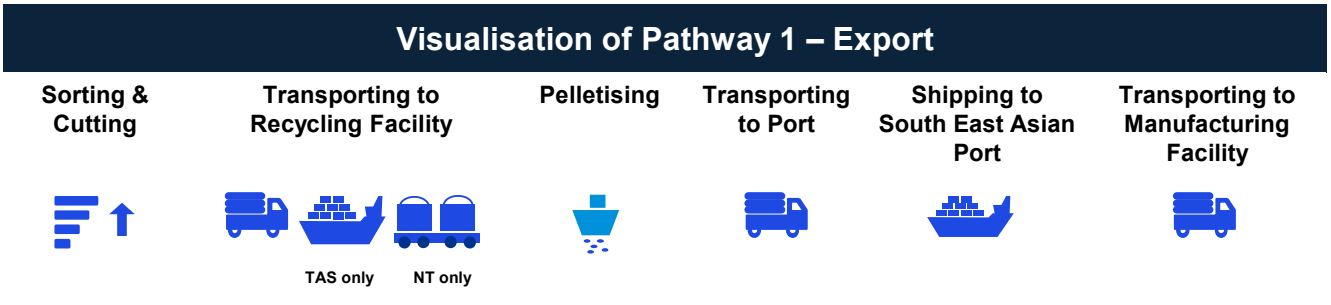 Visualisation of Pathway 1 – Export
Sorting &
Cutting
Transporting to
Recycling Facility
Pelletising
Transporting
to Port
Shipping to
South East Asian
Port
Transporting to
Manufacturing
Facility
TAS only
NT only